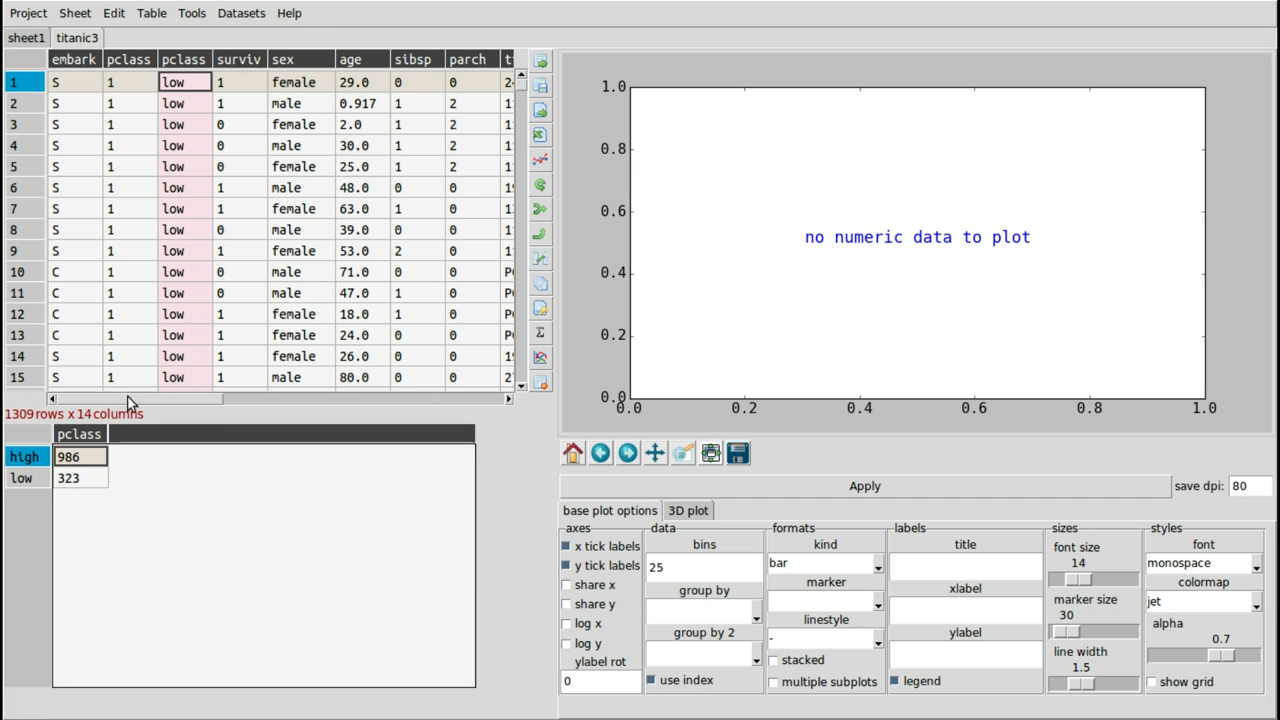 Project Sheet Edit Table Tools Datasets Help
sheet1 titanic3
embark pclass pclass surviv sex age sibsp parch
1 S 1 low 1 female 29.0 0 0
2 S 1 low 1 male 0.917 1 2
3 S 1 low 0 female 2.0 1 2
4 S 1 low 0 male 30.0 1 2
5 S 1 low 0 female 25.0 1 2
6 S 1 low 1 male 48.0 0 0
7 S 1 low 1 female 63.0 1 0
8 S 1 low 0 male 39.0 0 0
9 S 1 low 1 female 53.0 2 0
10 C 1 low 0 male 71.0 0 0
11 C 1 low 0 male 47.0 1 0
12 C 1 low 1 female 18.0 1 0
13 C 1 low 1 female 24.0 0 0
14 S 1 low 1 female 26.0 0 0
15 S 1 low 1 male 80.0 0 0
1309 rows x 14 columns
pclass
high 986
low 323
1.0
0.8
0.6
0.4
0.2
0.0
no numeric data to plot
0.0 0.2 0.4 0.6 0.8 1.0
Apply save dpi: 80
base plot options 3D plot
axes
x tick labels
y tick labels
share x
share y
log x
log y
ylabel rot
0
data
bins
25
group by
group by 2
use index
formats
kind
bar
marker
linestyle
-
stacked
multiple subplots
labels
title
xlabel
ylabel
legend
sizes
font size
14
marker size
30
line width
1.5
styles
font
monospace
colormap
jet
alpha
0.7
show grid